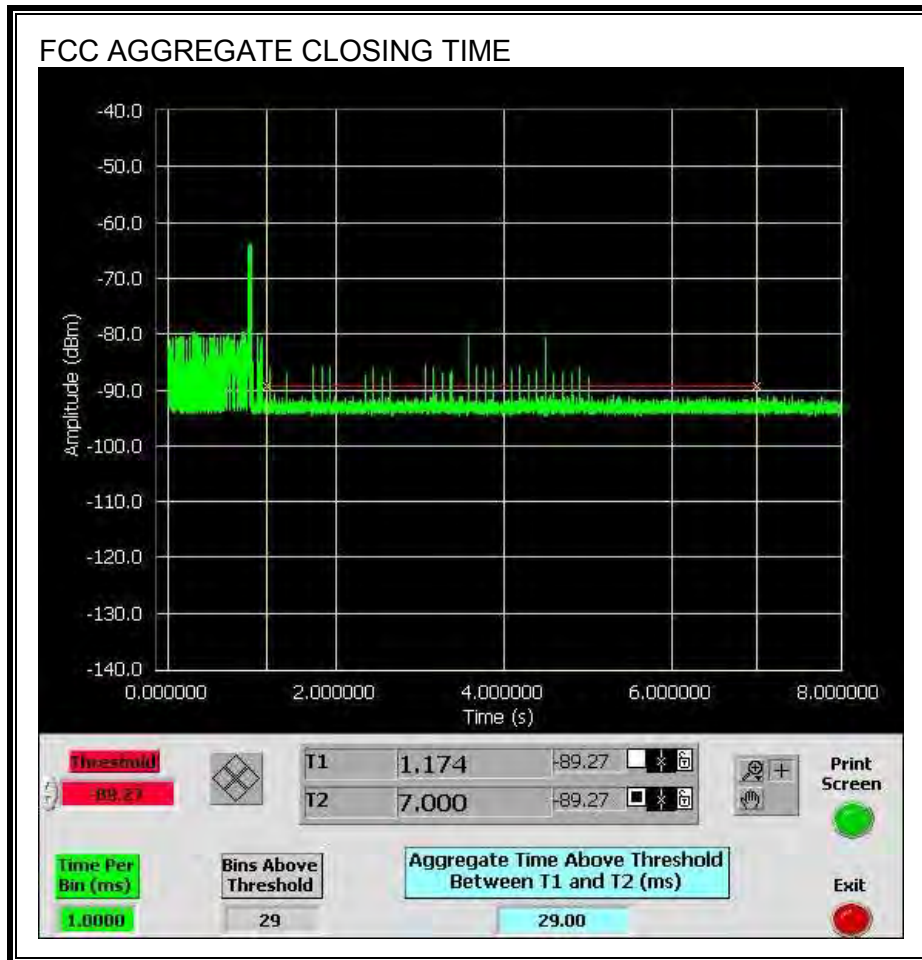 FCC AGGREGATE CLOSING TIME
-40.0
-50.0
-60.0
-70.0
-80.0
-90.0
-100.0
-110.0
-120.0
-130.0
-140.0
Amplitude (dBm)
0.000000 2.000000 4.000000 6.000000 8.000000
Time (s)
Threshold
-89.27
T1 1.174 -89.27
T2 7.000 -89.27
Print
Screen
Time Per
Bin (ms)
1.0000
Bins Above
Threshold
29
Aggregate Time Above Threshold
Between T1 and T2 (ms)
29.00
Exit